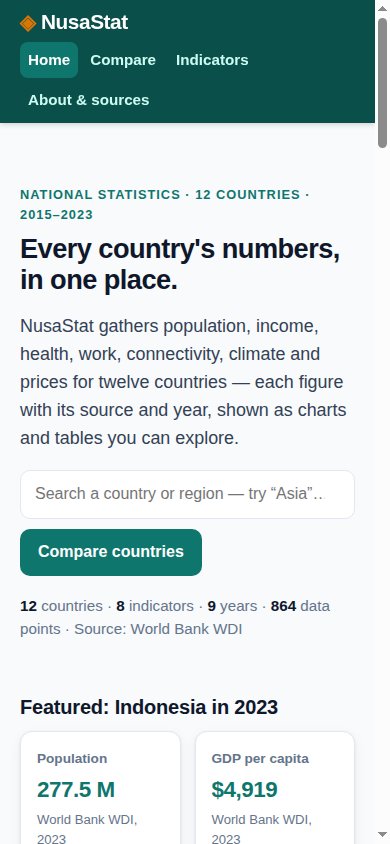 NusaStat
Home Compare Indicators
About & sources
NATIONAL STATISTICS · 12 COUNTRIES ·
2015–2023
Every country's numbers,
in one place.
NusaStat gathers population, income,
health, work, connectivity, climate and
prices for twelve countries — each figure
with its source and year, shown as charts
and tables you can explore.
Search a country or region — try “Asia”..
Compare countries
12 countries · 8 indicators · 9 years · 864 data
points · Source: World Bank WDI
Featured: Indonesia in 2023
Population GDP per capita
277.5 M $4,919
World Bank WDI, World Bank WDI,
2023 2023